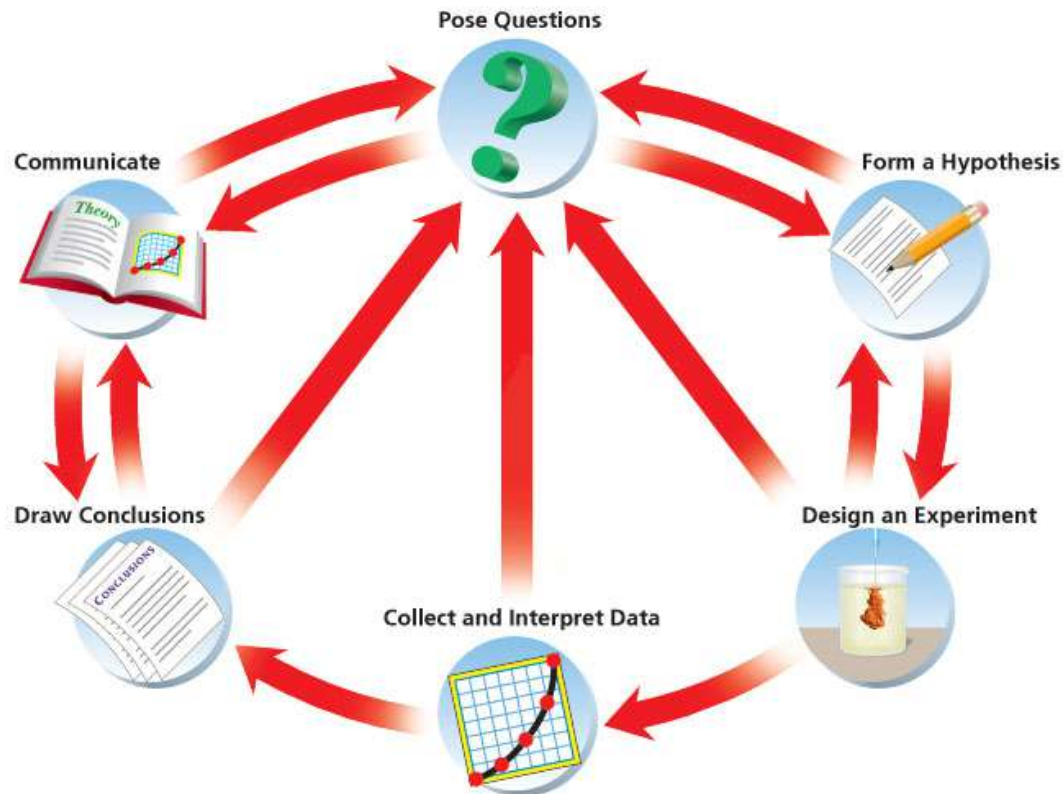 Pose Questions
Communicate
Form a Hypothesis
Theory
Draw Conclusions
Design an Experiment
CONCLUSIONS
Collect and Interpret Data